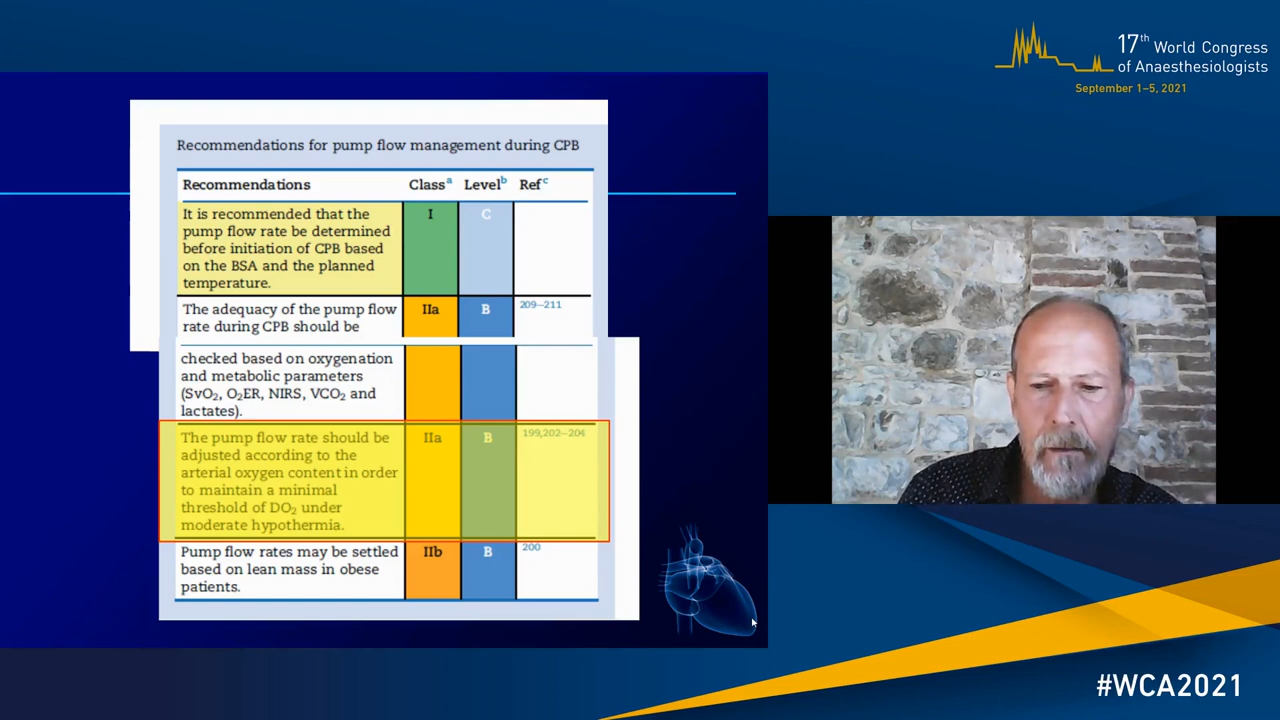 17th World Congress
of Anaesthesiologists
September 1–5, 2021
Recommendations for pump flow management during CPB
Recommendations Classa Levelb Refc
It is recommended that the I C
pump flow rate be determined
before initiation of CPB based
on the BSA and the planned
temperature.
The adequacy of the pump flow IIa B 209–211
rate during CPB should be
checked based on oxygenation
and metabolic parameters
(SvO2, O2ER, NIRS, VCO2 and
lactates).
The pump flow rate should be IIa B 199,202–204
adjusted according to the
arterial oxygen content in order
to maintain a minimal
threshold of DO2 under
moderate hypothermia.
Pump flow rates may be settled IIb B 200
based on lean mass in obese
patients.
#WCA2021